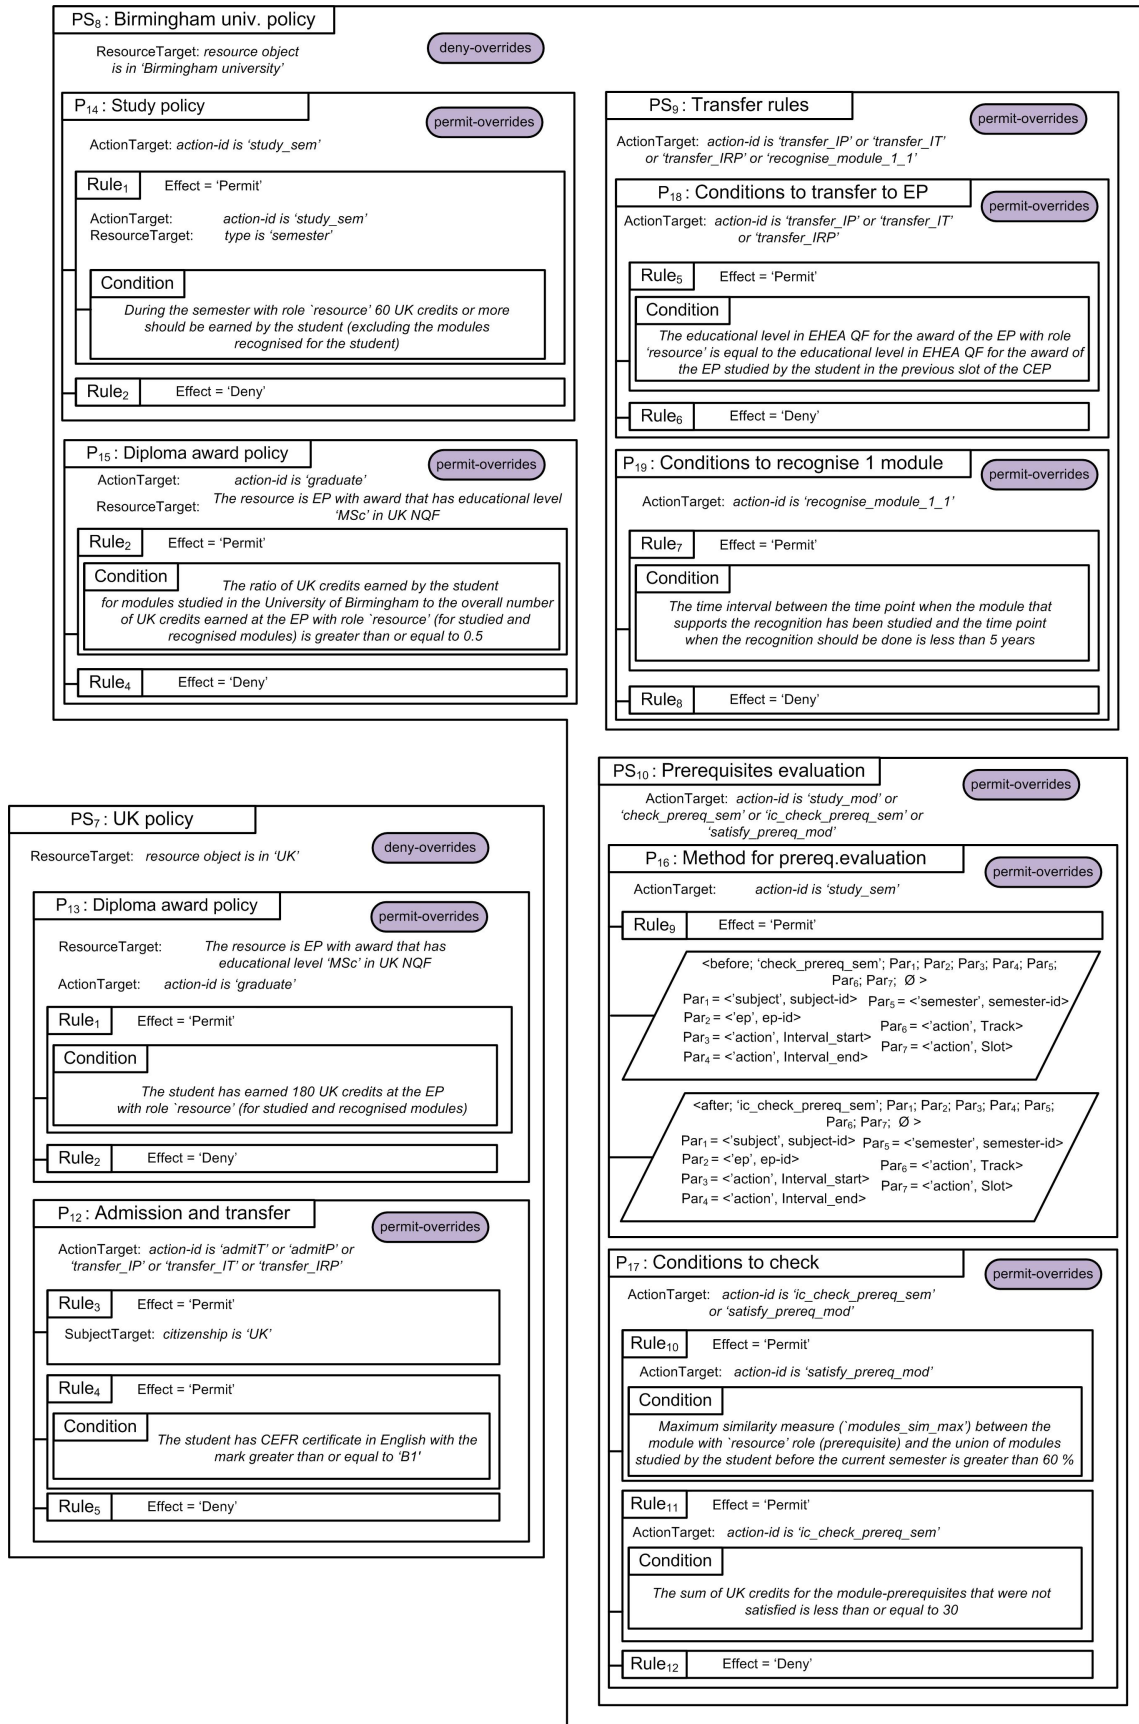 PS8 : Birmingham univ. policy
deny-overrides
ResourceTarget: resource object
is in ‘Birmingham university’
P14 : Study policy
permit-overrides
ActionTarget: action-id is ‘study_sem’
Rule1
Effect = ‘Permit’
ActionTarget: action-id is ‘study_sem’
ResourceTarget: type is ‘semester’
Condition
During the semester with role `resource’ 60 UK credits or more
should be earned by the student (excluding the modules
recognised for the student)
Rule2
Effect = ‘Deny’
P15 : Diploma award policy
permit-overrides
ActionTarget: action-id is ‘graduate’
ResourceTarget: The resource is EP with award that has educational level
‘MSc’ in UK NQF
Rule2
Effect = ‘Permit’
Condition
The ratio of UK credits earned by the student
for modules studied in the University of Birmingham to the overall number
of UK credits earned at the EP with role `resource’ (for studied and
recognised modules) is greater than or equal to 0.5
Rule4
Effect = ‘Deny’
PS9 : Transfer rules
permit-overrides
ActionTarget: action-id is ‘transfer_IP’ or ‘transfer_IT’
or ‘transfer_IRP’ or ‘recognise_module_1_1’
P18 : Conditions to transfer to EP
permit-overrides
ActionTarget: action-id is ‘transfer_IP’ or ‘transfer_IT’
or ‘transfer_IRP’
Rule5
Effect = ‘Permit’
Condition
The educational level in EHEA QF for the award of the EP with role
‘resource’ is equal to the educational level in EHEA QF for the award of
the EP studied by the student in the previous slot of the CEP
Rule6
Effect = ‘Deny’
P19 : Conditions to recognise 1 module
permit-overrides
ActionTarget: action-id is ‘recognise_module_1_1’
Rule7
Effect = ‘Permit’
Condition
The time interval between the time point when the module that
supports the recognition has been studied and the time point
when the recognition should be done is less than 5 years
Rule8
Effect = ‘Deny’
PS7 : UK policy
deny-overrides
ResourceTarget: resource object is in ‘UK’
P13 : Diploma award policy
permit-overrides
ResourceTarget: The resource is EP with award that has
educational level ‘MSc’ in UK NQF
ActionTarget: action-id is ‘graduate’
Rule1
Effect = ‘Permit’
Condition
The student has earned 180 UK credits at the EP
with role `resource’ (for studied and recognised modules)
Rule2
Effect = ‘Deny’
P12 : Admission and transfer
permit-overrides
ActionTarget: action-id is ‘admitT’ or ‘admitP’ or
‘transfer_IP’ or ‘transfer_IT’ or ‘transfer_IRP’
Rule3
Effect = ‘Permit’
SubjectTarget: citizenship is ‘UK’
Rule4
Effect = ‘Permit’
Condition
The student has CEFR certificate in English with the
mark greater than or equal to ‘B1'
Rule5
Effect = ‘Deny’
PS10 : Prerequisites evaluation
permit-overrides
ActionTarget: action-id is ‘study_mod’ or
‘check_prereq_sem’ or ‘ic_check_prereq_sem’ or
‘satisfy_prereq_mod’
P16 : Method for prereq.evaluation
permit-overrides
ActionTarget: action-id is ‘study_sem’
Rule9
Effect = ‘Permit’
<before; ‘check_prereq_sem’; Par1; Par2; Par3; Par4; Par5;
Par6; Par7; Ø >
Par1 = <‘subject’, subject-id> Par5 = <‘semester’, semester-id>
Par2 = <‘ep’, ep-id>
Par6 = <‘action’, Track>
Par3 = <‘action’, Interval_start>
Par7 = <‘action’, Slot>
Par4 = <‘action’, Interval_end>
<after; ‘ic_check_prereq_sem’; Par1; Par2; Par3; Par4; Par5;
Par6; Par7; Ø >
Par1 = <‘subject’, subject-id> Par5 = <‘semester’, semester-id>
Par2 = <‘ep’, ep-id>
Par6 = <‘action’, Track>
Par3 = <‘action’, Interval_start>
Par7 = <‘action’, Slot>
Par4 = <‘action’, Interval_end>
P17 : Conditions to check
permit-overrides
ActionTarget: action-id is ‘ic_check_prereq_sem’
or ‘satisfy_prereq_mod’
Rule10
Effect = ‘Permit’
ActionTarget: action-id is ‘satisfy_prereq_mod’
Condition
Maximum similarity measure (`modules_sim_max’) between the
module with `resource’ role (prerequisite) and the union of modules
studied by the student before the current semester is greater than 60 %
Rule11
Effect = ‘Permit’
ActionTarget: action-id is ‘ic_check_prereq_sem’
Condition
The sum of UK credits for the module-prerequisites that were not
satisfied is less than or equal to 30
Rule12
Effect = ‘Deny’